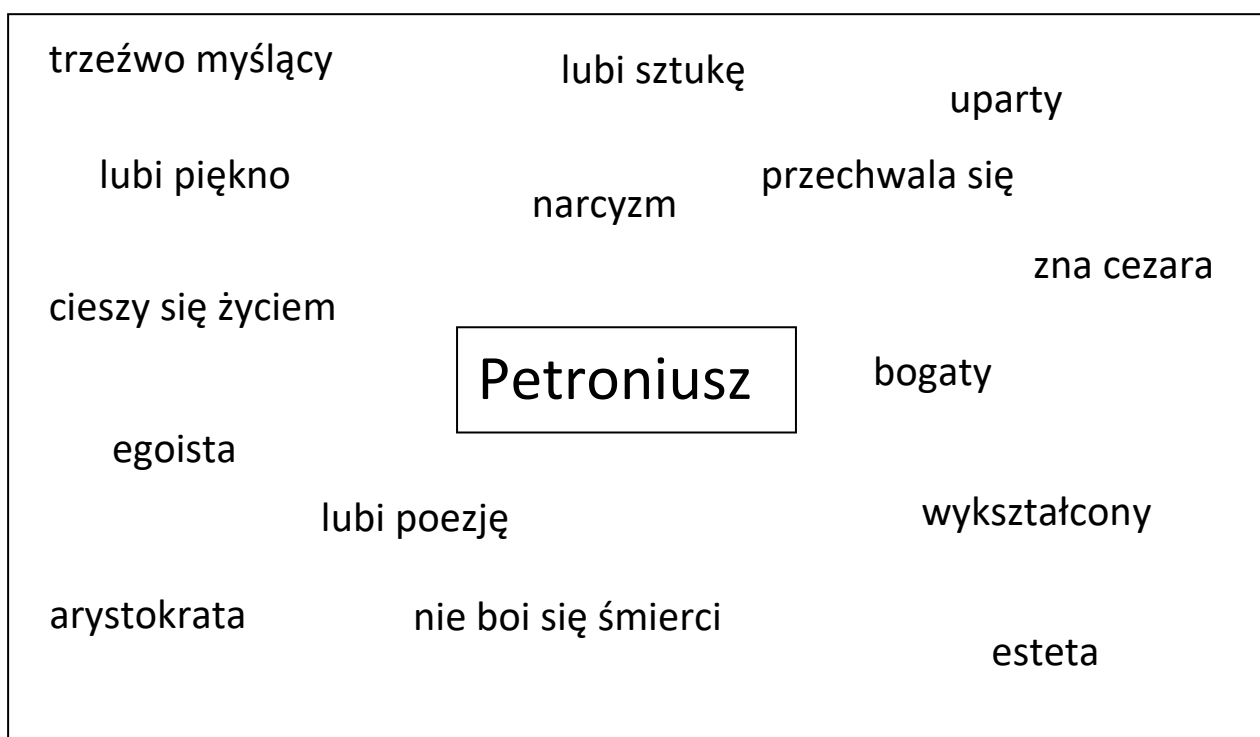 trzeźwo myślący
lubi sztukę
uparty
lubi piękno
przechwala się
narcyzm
zna cezara
cieszy się życiem
Petroniusz
bogaty
egoista
lubi poezję
wykształcony
arystokrata
nie boi się śmierci
esteta